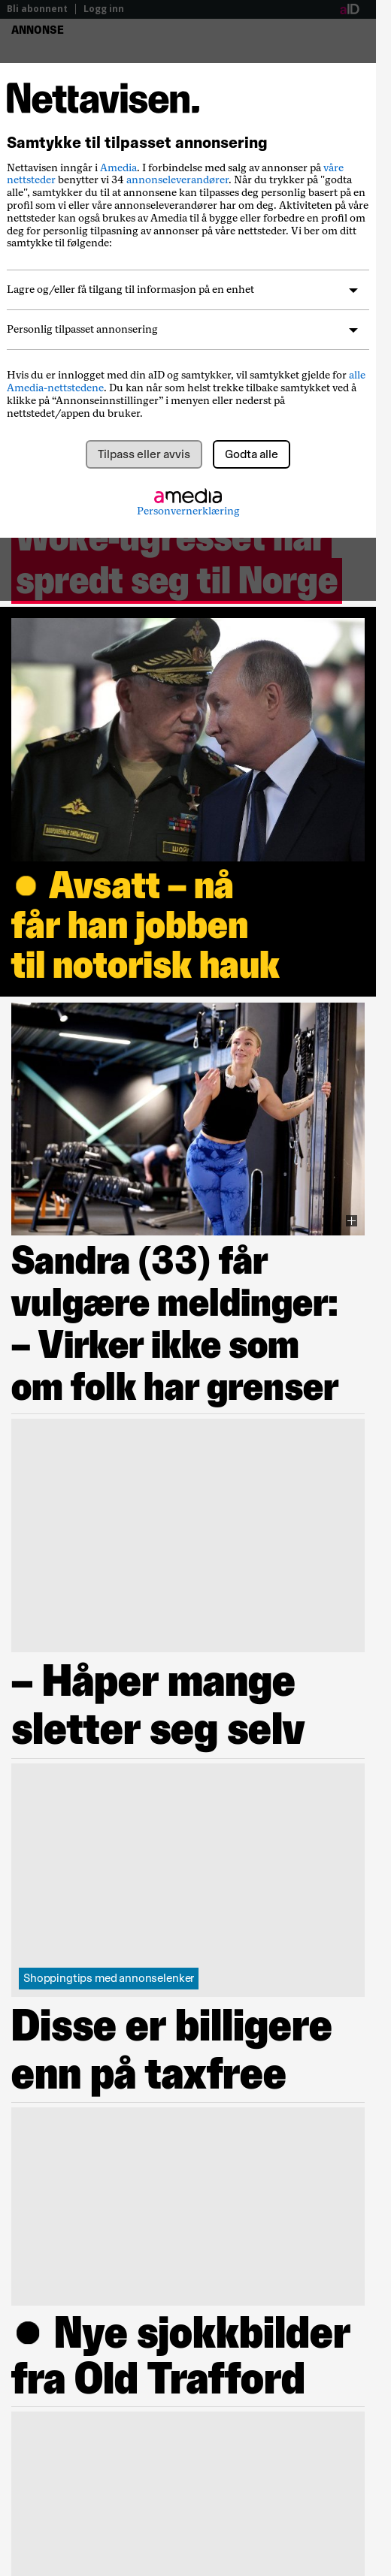 Bli abonnent | Logg inn
aID
ANNONSE
Nettavisen.
Samtykke til tilpasset annonsering
Nettavisen inngår i Amedia. I forbindelse med salg av annonser på våre
nettsteder benytter vi 34 annonseleverandører. Når du trykker på "godta
alle", samtykker du til at annonsene kan tilpasses deg personlig basert på en
profil som vi eller våre annonseleverandører har om deg. Aktiviteten på våre
nettsteder kan også brukes av Amedia til å bygge eller forbedre en profil om
deg for personlig tilpasning av annonser på våre nettsteder. Vi ber om ditt
samtykke til følgende:
Lagre og/eller få tilgang til informasjon på en enhet
Personlig tilpasset annonsering
Hvis du er innlogget med din aID og samtykker, vil samtykket gjelde for alle
Amedia-nettstedene. Du kan når som helst trekke tilbake samtykket ved å
klikke på “Annonseinnstillinger” i menyen eller nederst på
nettstedet/appen du bruker.
Tilpass eller avvis
Godta alle
amedia
Personvernerklæring
Woke-ugresset har
spredt seg til Norge
Avsatt – nå
får han jobben
til notorisk hauk
Sandra (33) får
vulgære meldinger:
– Virker ikke som
om folk har grenser
– Håper mange
sletter seg selv
Shoppingtips med annonselenker
Disse er billigere
enn på taxfree
Nye sjokkbilder
fra Old Trafford